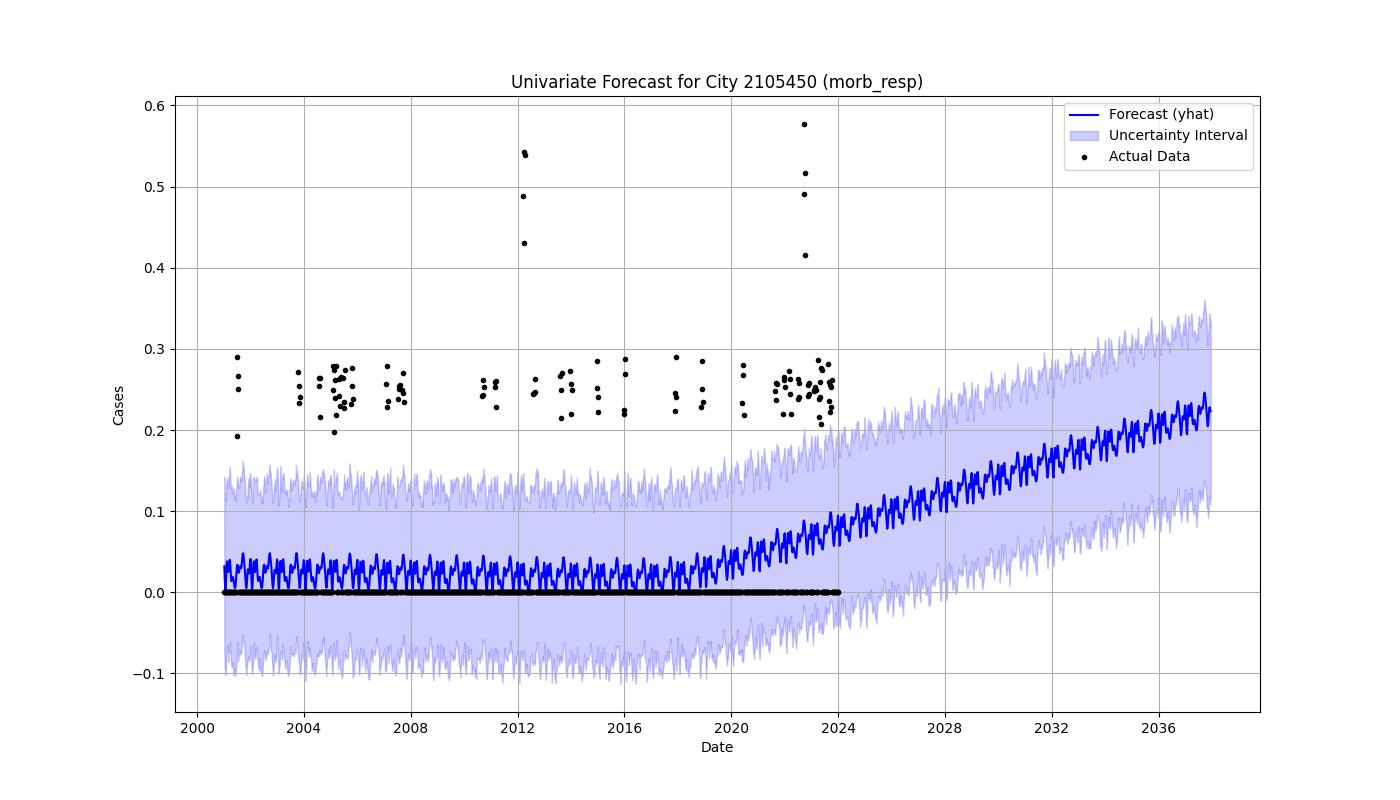 Univariate Forecast for City 2105450 (morb_resp)
Forecast (yhat)
Uncertainty Interval
Actual Data
Cases
0.6
0.5
0.4
0.3
0.2
0.1
0.0
−0.1
2000 2004 2008 2012 2016 2020 2024 2028 2032 2036
Date